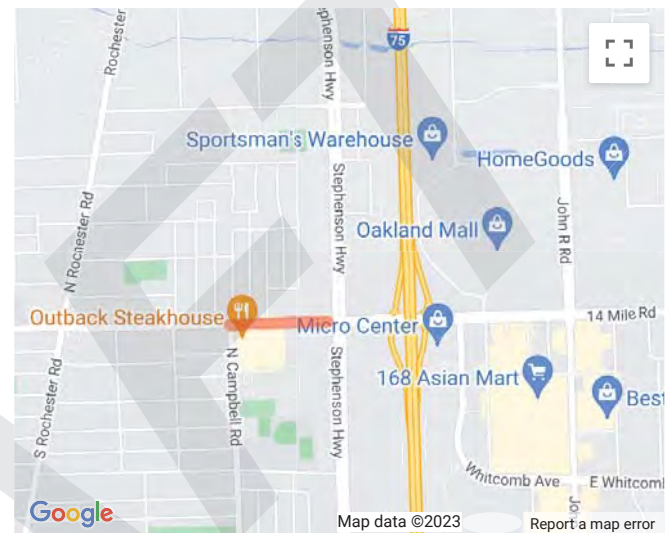 Rochester
phenson Hwy
75
Sportsman's Warehouse
HomeGoods
N Rochester Rd
Stephenson Hwy
John R Rd
Oakland Mall
Outback Steakhouse
Micro Center
14 Mile Rd
S Rochester Rd
N Campbell Rd
Stephenson Hwy
168 Asian Mart
Best
Whitcomb Ave
E Whitcomb
Jo
Google
Map data ©2023
Report a map error